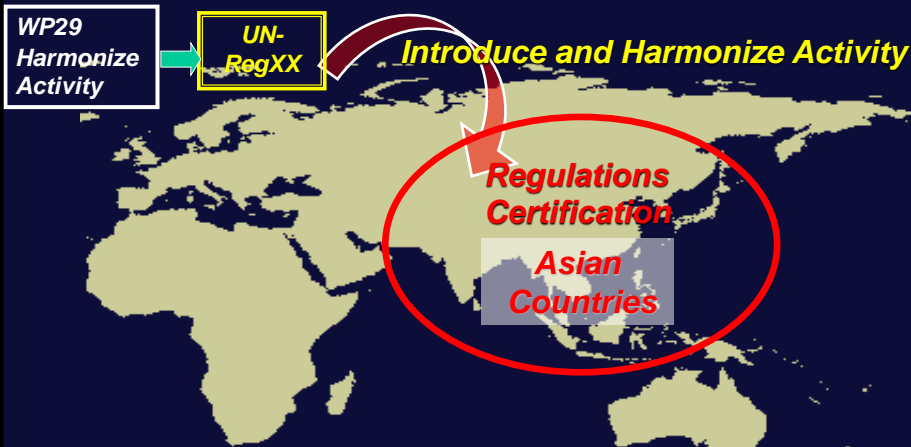 WP29
Harmonize
Activity
UN-
RegXX
Introduce and Harmonize Activity
Regulations
Certification
Asian
Countries